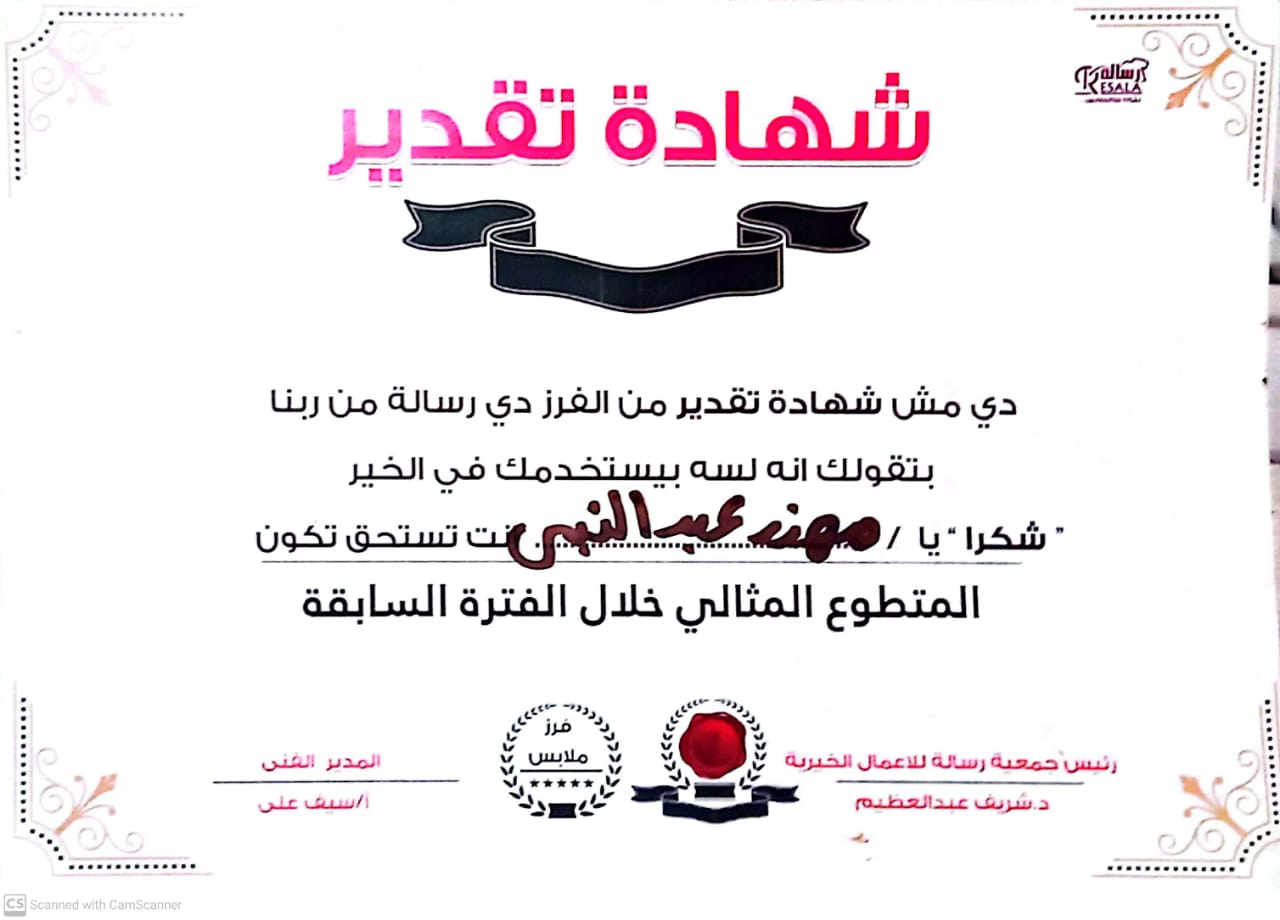 رسالة
RESALA
شهادة تقدير
دي مش شهادة تقدير من الفرز دي رسالة من ربنا
بتقولك انه لسه بيستخدمك في الخير
" شكرا " يا / مهند عبد النبى نت تستحق تكون
المتطوع المثالي خلال الفترة السابقة
رئيس جمعية رسالة للاعمال الخيرية
د.شريف عبدالعظيم
فرز
ملابس
المدير الفنى
أ/سيف على
CS Scanned with CamScanner